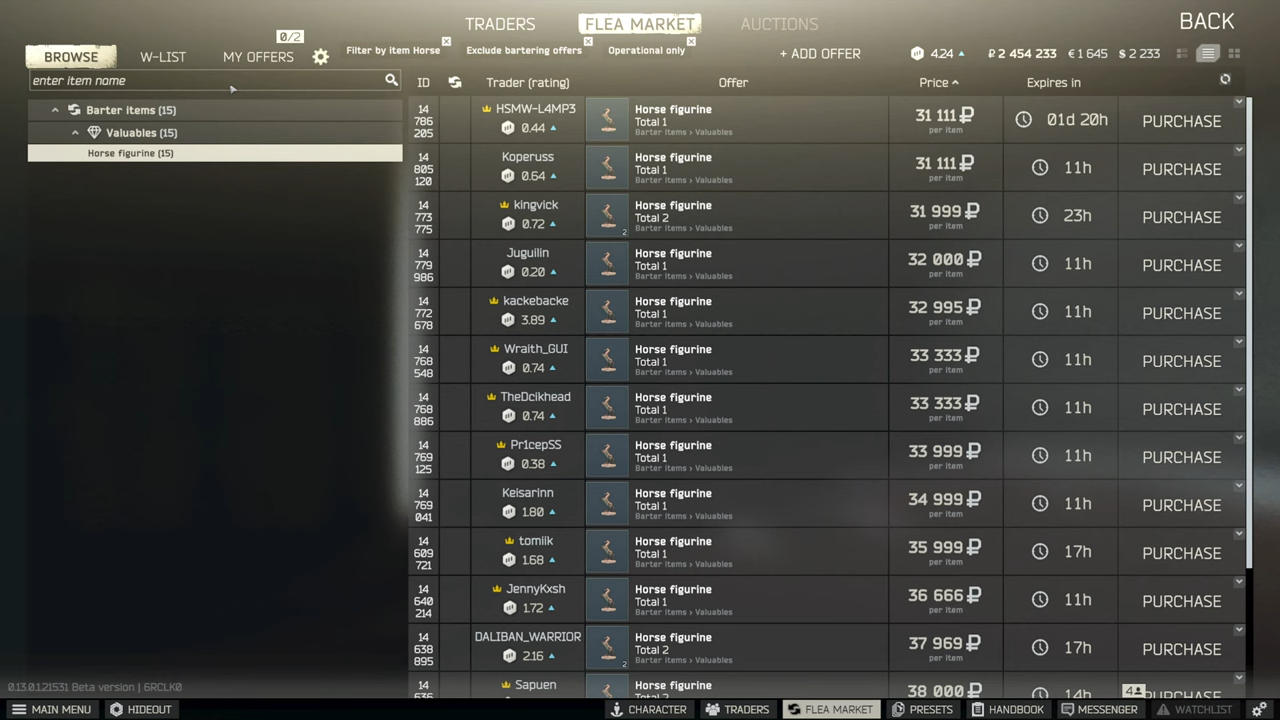 TRADERS FLEA MARKET AUCTIONS BACK
0/2
BROWSE W-LIST MY OFFERS Filter by item Horse Exclude bartering offers Operational only + ADD OFFER 4.24 ₽ 2 454 233 € 1 645 $ 2 233
enter item name
ID Trader (rating) Offer Price Expires in
Barter items (15)
Valuables (15)
Horse figurine (15)
14 786 205 HSMW-L4MP3 0.44 Horse figurine Total 1 Barter items › Valuables 31 111 ₽ per item 01d 20h PURCHASE
14 805 120 Koperuss 0.64 Horse figurine Total 1 Barter items › Valuables 31 111 ₽ per item 11h PURCHASE
14 773 775 kingvick 0.72 2 Horse figurine Total 2 Barter items › Valuables 31 999 ₽ per item 23h PURCHASE
14 779 986 Juguilin 0.20 Horse figurine Total 1 Barter items › Valuables 32 000 ₽ per item 11h PURCHASE
14 772 678 kackebacke 3.89 Horse figurine Total 1 Barter items › Valuables 32 995 ₽ per item 11h PURCHASE
14 768 548 Wraith_GUI 0.74 Horse figurine Total 1 Barter items › Valuables 33 333 ₽ per item 11h PURCHASE
14 768 886 TheDcikhead 0.74 Horse figurine Total 1 Barter items › Valuables 33 333 ₽ per item 11h PURCHASE
14 769 125 Pr1cepSS 0.38 Horse figurine Total 1 Barter items › Valuables 33 999 ₽ per item 11h PURCHASE
14 769 041 Keisarinn 1.80 Horse figurine Total 1 Barter items › Valuables 34 999 ₽ per item 11h PURCHASE
14 609 721 tomiik 1.68 Horse figurine Total 1 Barter items › Valuables 35 999 ₽ per item 17h PURCHASE
14 640 214 JennyKxsh 1.72 Horse figurine Total 1 Barter items › Valuables 36 666 ₽ per item 11h PURCHASE
14 638 895 DALIBAN_WARRIOR 2.16 2 Horse figurine Total 2 Barter items › Valuables 37 969 ₽ per item 17h PURCHASE
14 Sapuen Horse figurine 38 000 ₽ 14h PURCHASE
0.13.0.1.21531 Beta version | 6RCLK0
4
MAIN MENU HIDEOUT CHARACTER TRADERS FLEA MARKET PRESETS HANDBOOK MESSENGER WATCHLIST